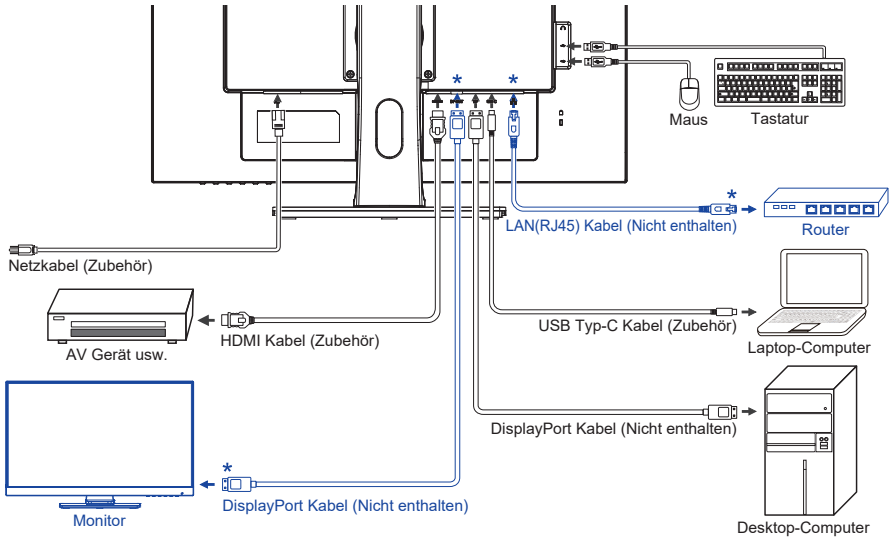 *
*
Maus
Tastatur
*
LAN(RJ45) Kabel (Nicht enthalten)
Router
Netzkabel (Zubehör)
USB Typ-C Kabel (Zubehör)
HDMI Kabel (Zubehör)
AV Gerät usw.
Laptop-Computer
DisplayPort Kabel (Nicht enthalten)
*
DisplayPort Kabel (Nicht enthalten)
Monitor
Desktop-Computer